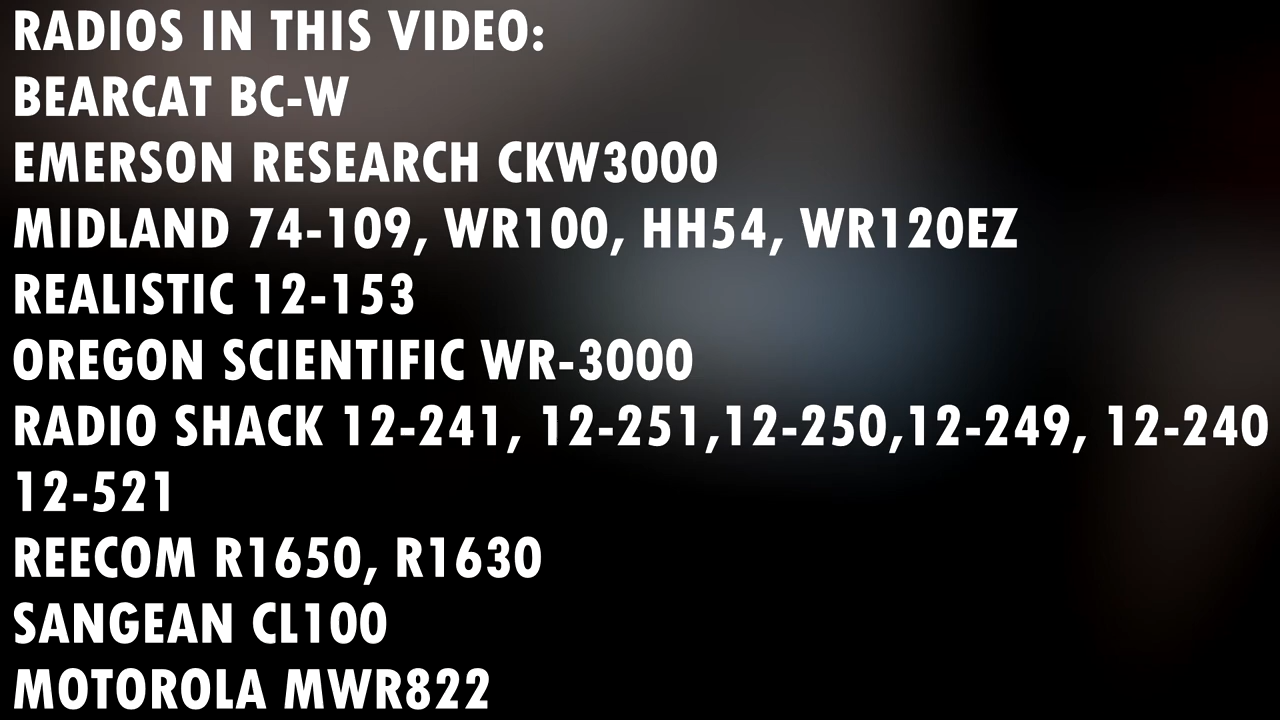 RADIOS IN THIS VIDEO:
BEARCAT BC-W
EMERSON RESEARCH CKW3000
MIDLAND 74-109, WR100, HH54, WR120EZ
REALISTIC 12-153
OREGON SCIENTIFIC WR-3000
RADIO SHACK 12-241, 12-251,12-250,12-249, 12-240
12-521
REECOM R1650, R1630
SANGEAN CL100
MOTOROLA MWR822